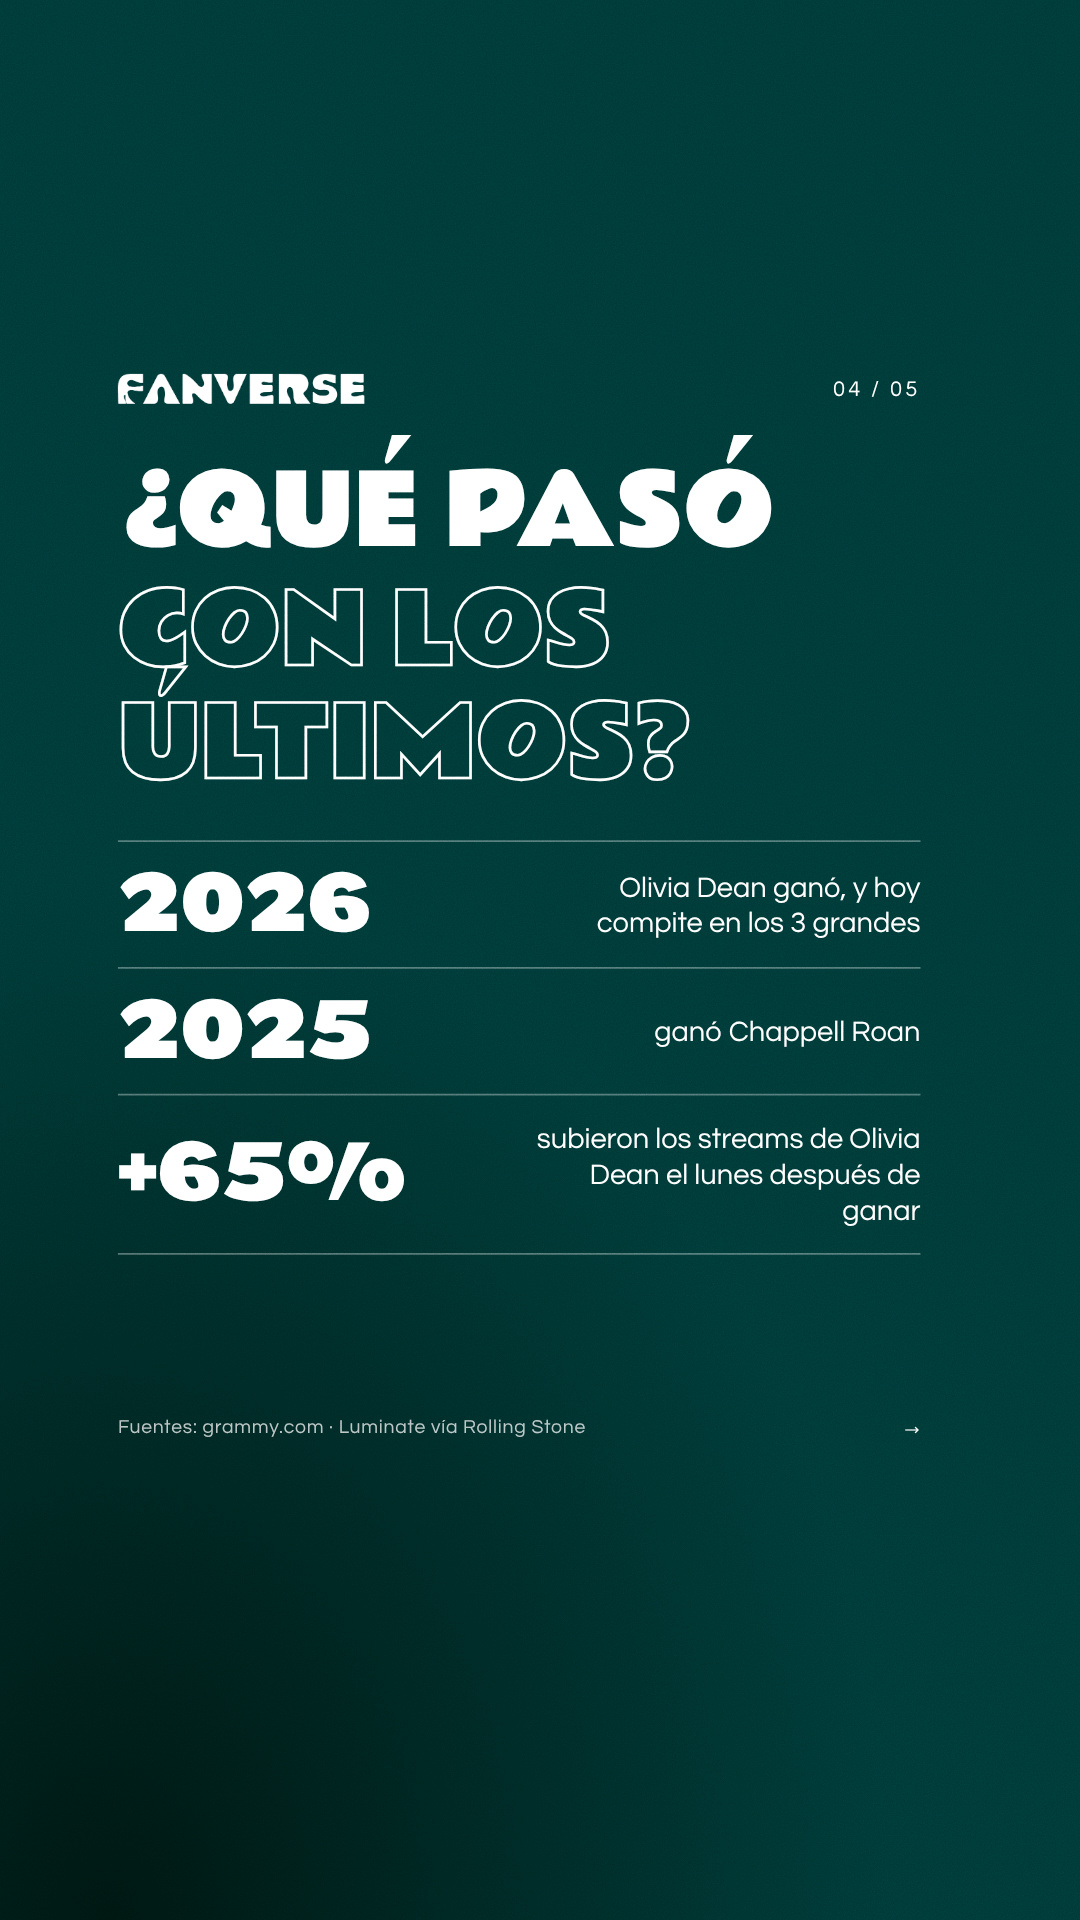 FANVERSE
04 / 05
¿QUÉ PASÓ
CON LOS
ÚLTIMOS?
2026
Olivia Dean ganó, y hoy
compite en los 3 grandes
2025
ganó Chappell Roan
+65%
subieron los streams de Olivia
Dean el lunes después de
ganar
Fuentes: grammy.com · Luminate vía Rolling Stone
→